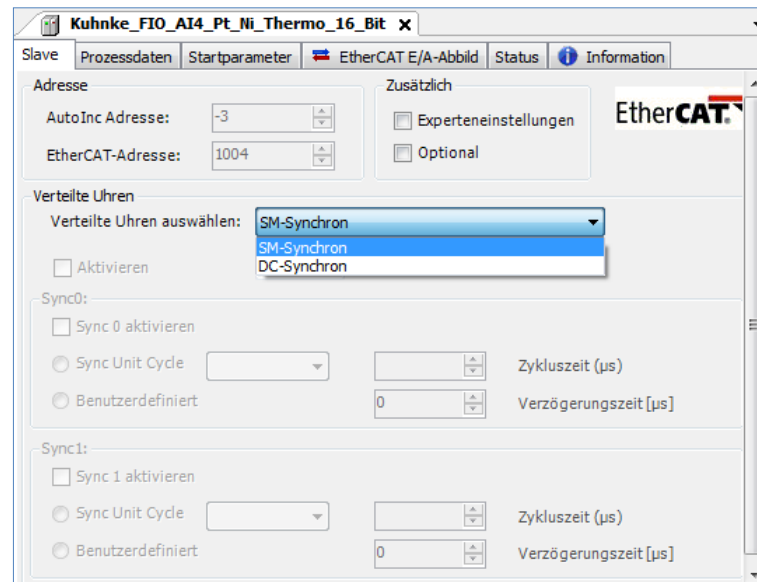 Kuhnke_FIO_AI4_Pt_Ni_Thermo_16_Bit x
Slave Prozessdaten Startparameter EtherCAT E/A-Abbild Status Information
Adresse
AutoInc Adresse: -3
EtherCAT-Adresse: 1004
Zusätzlich
Experteneinstellungen
Optional
EtherCAT.
Verteilte Uhren
Verteilte Uhren auswählen: SM-Synchron
SM-Synchron
DC-Synchron
Aktivieren
Sync0:
Sync 0 aktivieren
Sync Unit Cycle Zykluszeit (µs)
Benutzerdefiniert 0 Verzögerungszeit [µs]
Sync1:
Sync 1 aktivieren
Sync Unit Cycle Zykluszeit (µs)
Benutzerdefiniert 0 Verzögerungszeit [µs]